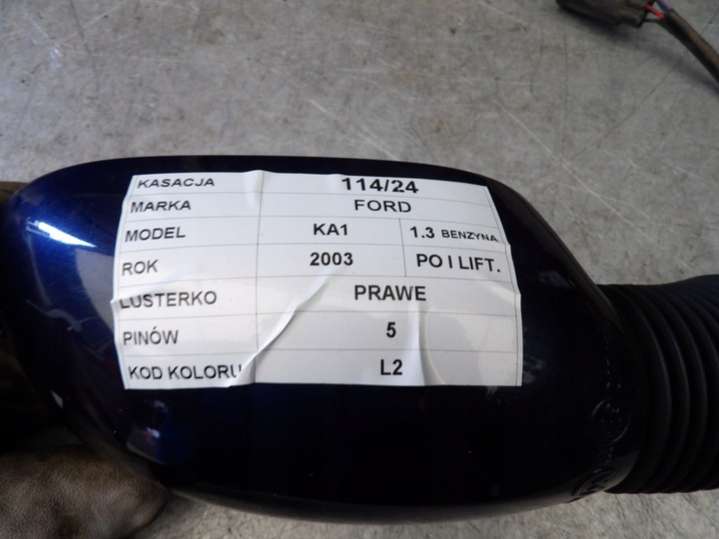 KASACJA 114/24
MARKA FORD
MODEL KA1 1.3 BENZYNA
ROK 2003 PO I LIFT.
LUSTERKO PRAWE
PINÓW 5
KOD KOLORU L2